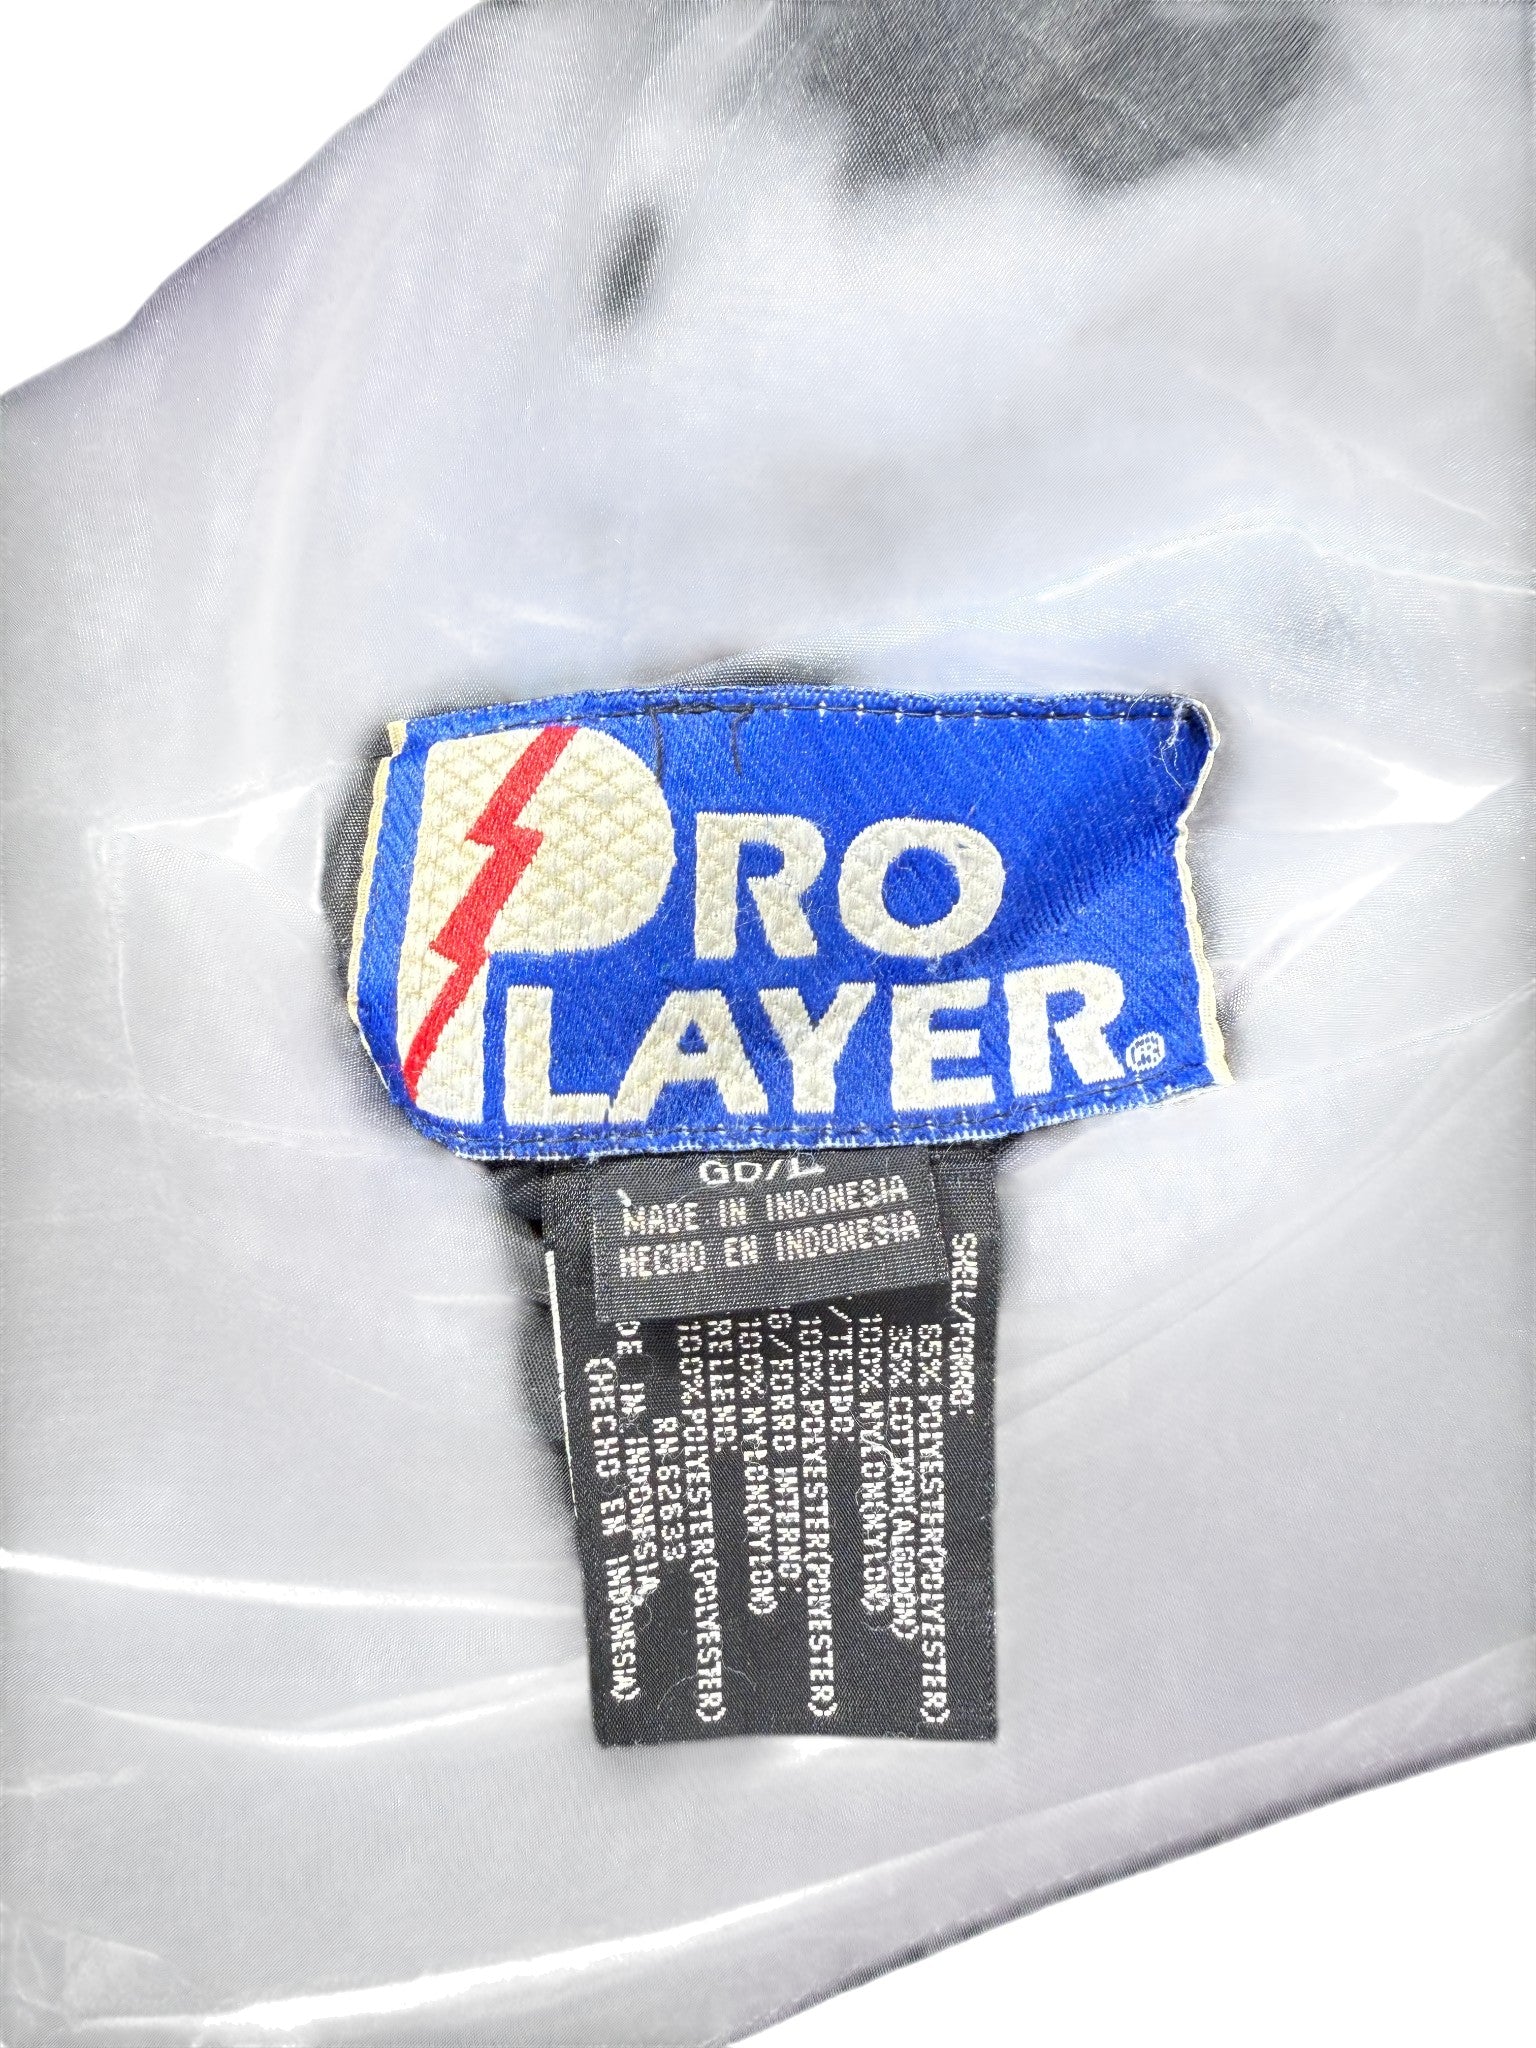 PRO
PLAYER®
GD/L
MADE IN INDONESIA
HECHO EN INDONESIA
SHELL/FORRO:
65% POLYESTER(POLYESTER)
35% COTTON(ALGODON)
100% NYLON(NYLON)
/TEJDO:
100% POLYESTER(POLYESTER)
G/FORRO INTERNO:
100% NYLON(NYLON)
RELLENO:
100% POLYESTER(POLYESTER)
RN 62633
DE IN INDONESIA
(HECHO EN INDONESIA)